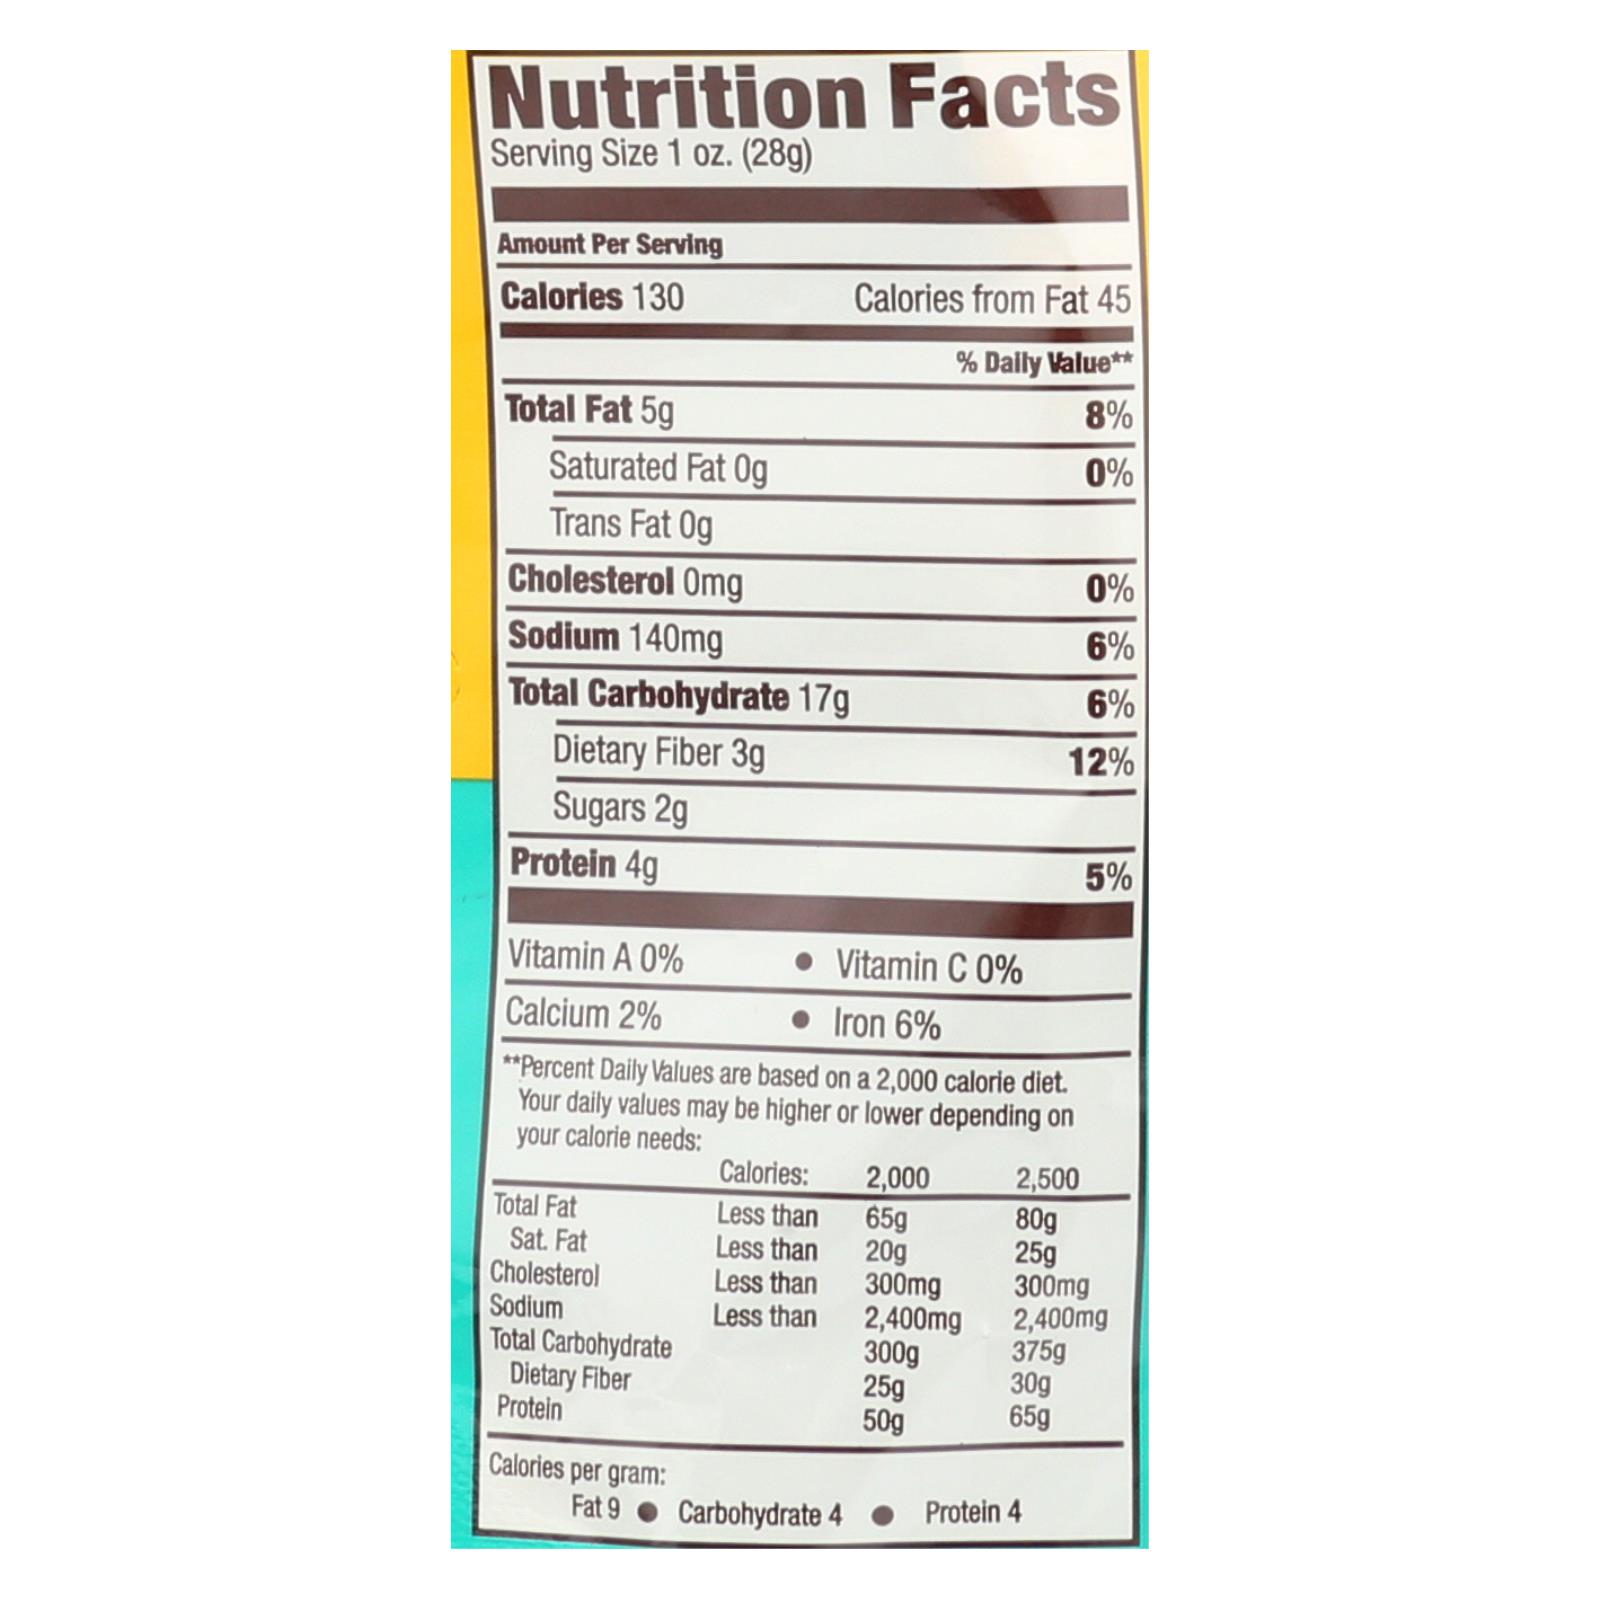 Nutrition Facts
Serving Size 1 oz. (28g)
Amount Per Serving
Calories 130 Calories from Fat 45
% Daily Value**
Total Fat 5g 8%
Saturated Fat 0g 0%
Trans Fat 0g
Cholesterol 0mg 0%
Sodium 140mg 6%
Total Carbohydrate 17g 6%
Dietary Fiber 3g 12%
Sugars 2g
Protein 4g 5%
Vitamin A 0% ● Vitamin C 0%
Calcium 2% ● Iron 6%
**Percent Daily Values are based on a 2,000 calorie diet.
Your daily values may be higher or lower depending on
your calorie needs:
Calories: 2,000 2,500
Total Fat Less than 65g 80g
Sat. Fat Less than 20g 25g
Cholesterol Less than 300mg 300mg
Sodium Less than 2,400mg 2,400mg
Total Carbohydrate 300g 375g
Dietary Fiber 25g 30g
Protein 50g 65g
Calories per gram:
Fat 9 ● Carbohydrate 4 ● Protein 4